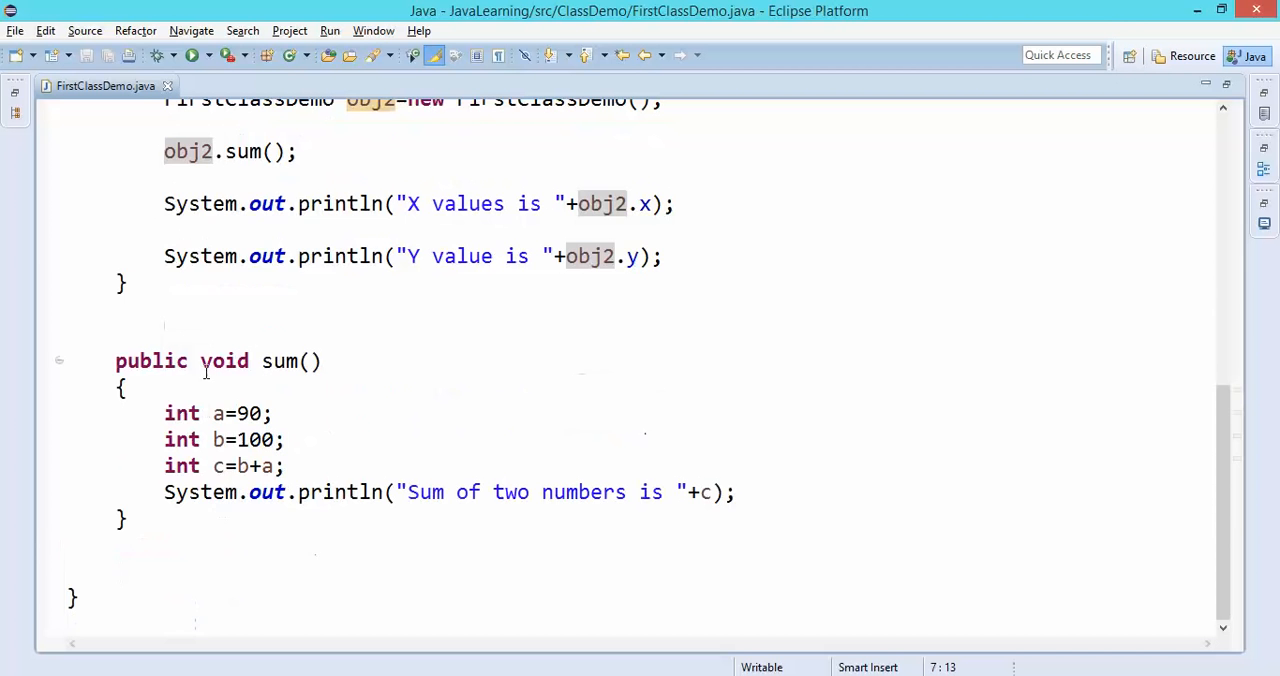 Java - JavaLearning/src/ClassDemo/FirstClassDemo.java - Eclipse Platform
File Edit Source Refactor Navigate Search Project Run Window Help
Quick Access Resource Java
FirstClassDemo.java
FirstClassDemo obj2=new FirstClassDemo();
obj2.sum();
System.out.println("X values is "+obj2.x);
System.out.println("Y value is "+obj2.y);
}
public void sum()
{
int a=90;
int b=100;
int c=b+a;
System.out.println("Sum of two numbers is "+c);
}
}
Writable Smart Insert 7 : 13